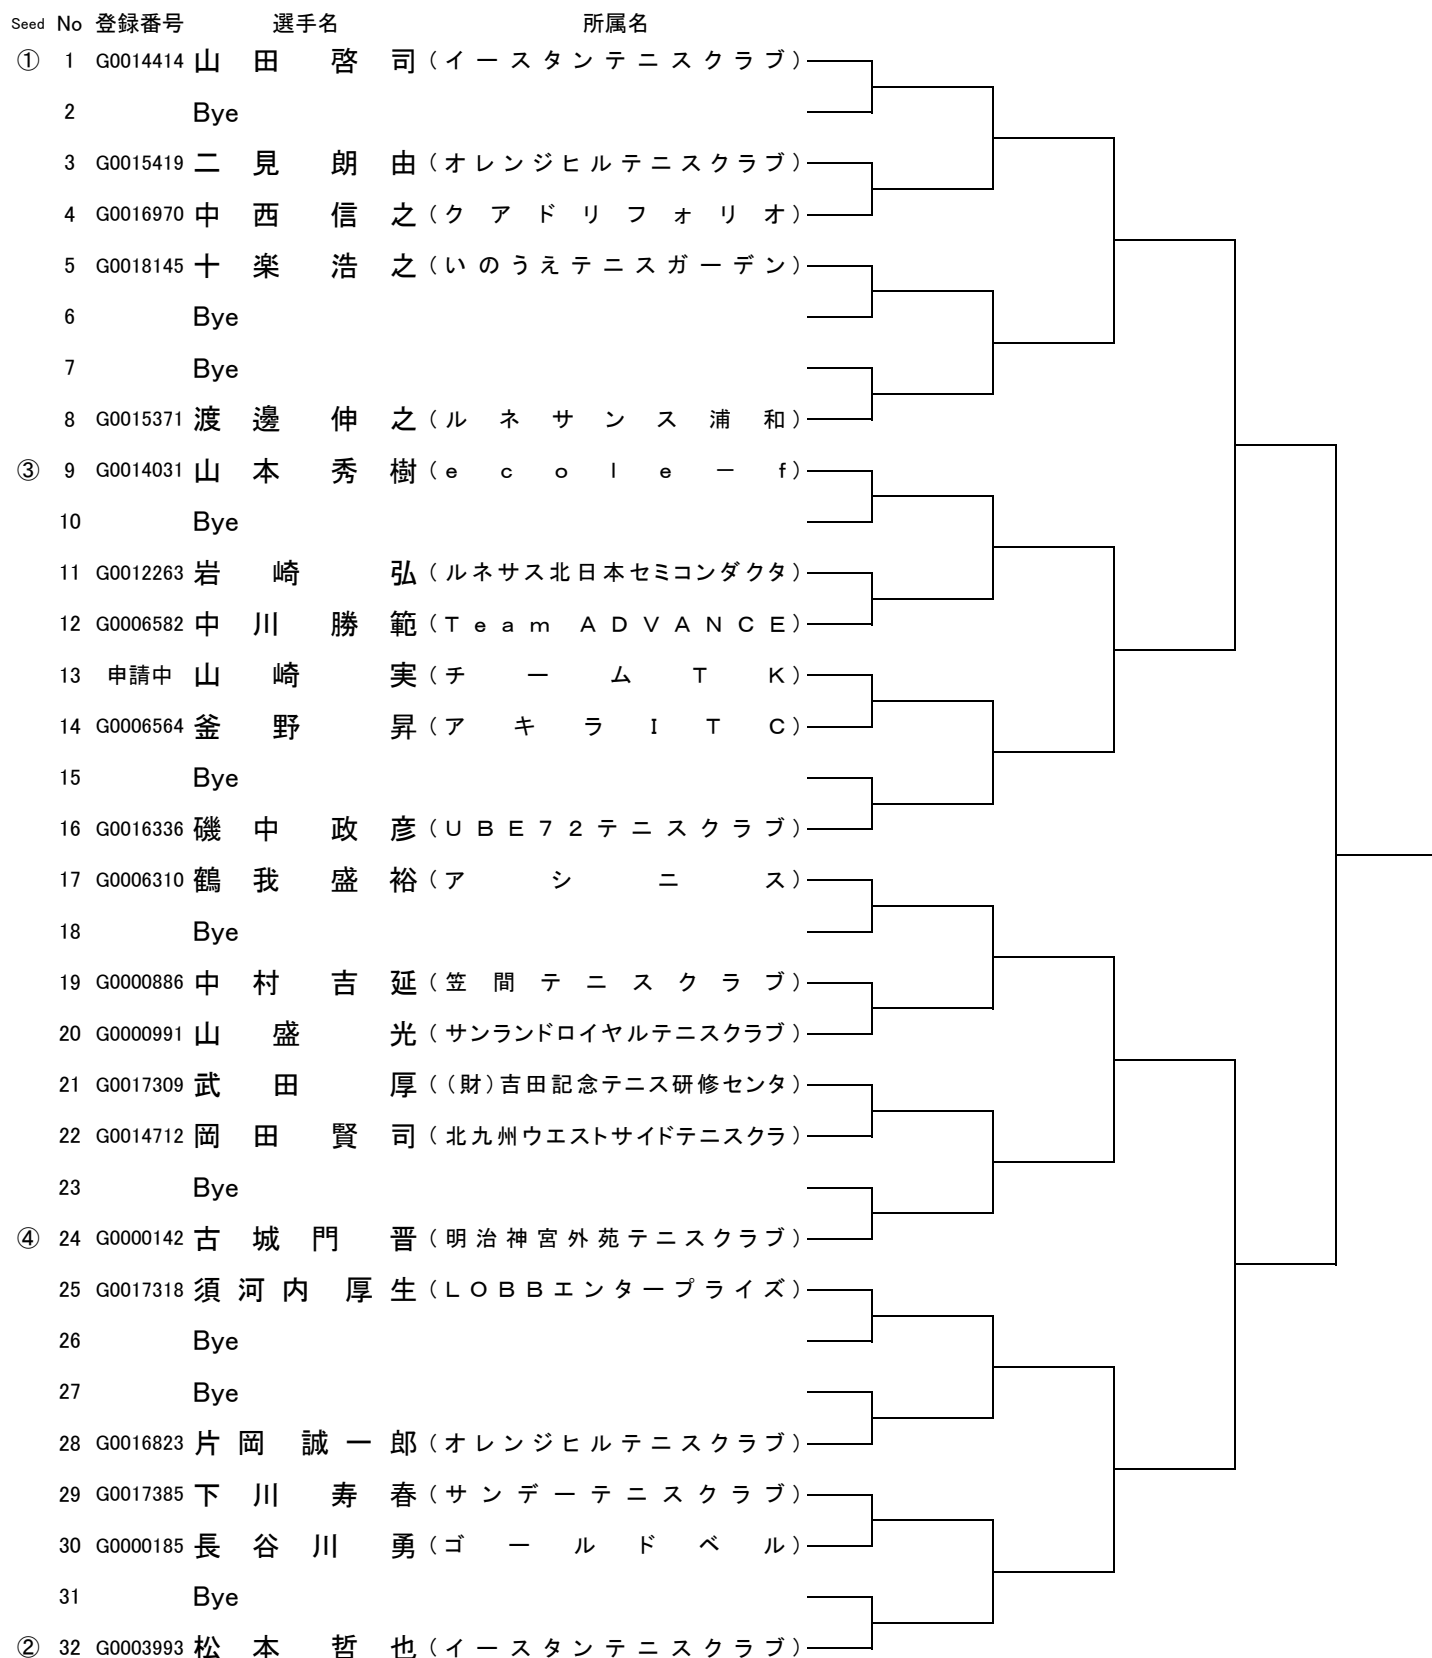 Seed No 登録番号 選手名 所属名
① 1 G0014414 山田 啓司 (イースタンテニスクラブ)
2 Bye
3 G0015419 二見 朗由 (オレンジヒルテニスクラブ)
4 G0016970 中西 信之 (クアドリフォリオ)
5 G0018145 十楽 浩之 (いのうえテニスガーデン)
6 Bye
7 Bye
8 G0015371 渡邊 伸之 (ルネサンス浦和)
③ 9 G0014031 山本 秀樹 (ecole－f)
10 Bye
11 G0012263 岩崎 弘 (ルネサス北日本セミコンダクタ)
12 G0006582 中川 勝範 (Team ADVANCE)
13 申請中 山崎 実 (チームTK)
14 G0006564 釜野 昇 (アキラITC)
15 Bye
16 G0016336 磯中 政彦 (UBE72テニスクラブ)
17 G0006310 鶴我 盛裕 (アシニス)
18 Bye
19 G0000886 中村 吉延 (笠間テニスクラブ)
20 G0000991 山盛 光 (サンランドロイヤルテニスクラブ)
21 G0017309 武田 厚 ((財)吉田記念テニス研修センタ)
22 G0014712 岡田 賢司 (北九州ウエストサイドテニスクラ)
23 Bye
④ 24 G0000142 古城門 晋 (明治神宮外苑テニスクラブ)
25 G0017318 須河内 厚生 (LOBBエンタープライズ)
26 Bye
27 Bye
28 G0016823 片岡 誠一郎 (オレンジヒルテニスクラブ)
29 G0017385 下川 寿春 (サンデーテニスクラブ)
30 G0000185 長谷川 勇 (ゴールドベル)
31 Bye
② 32 G0003993 松本 哲也 (イースタンテニスクラブ)